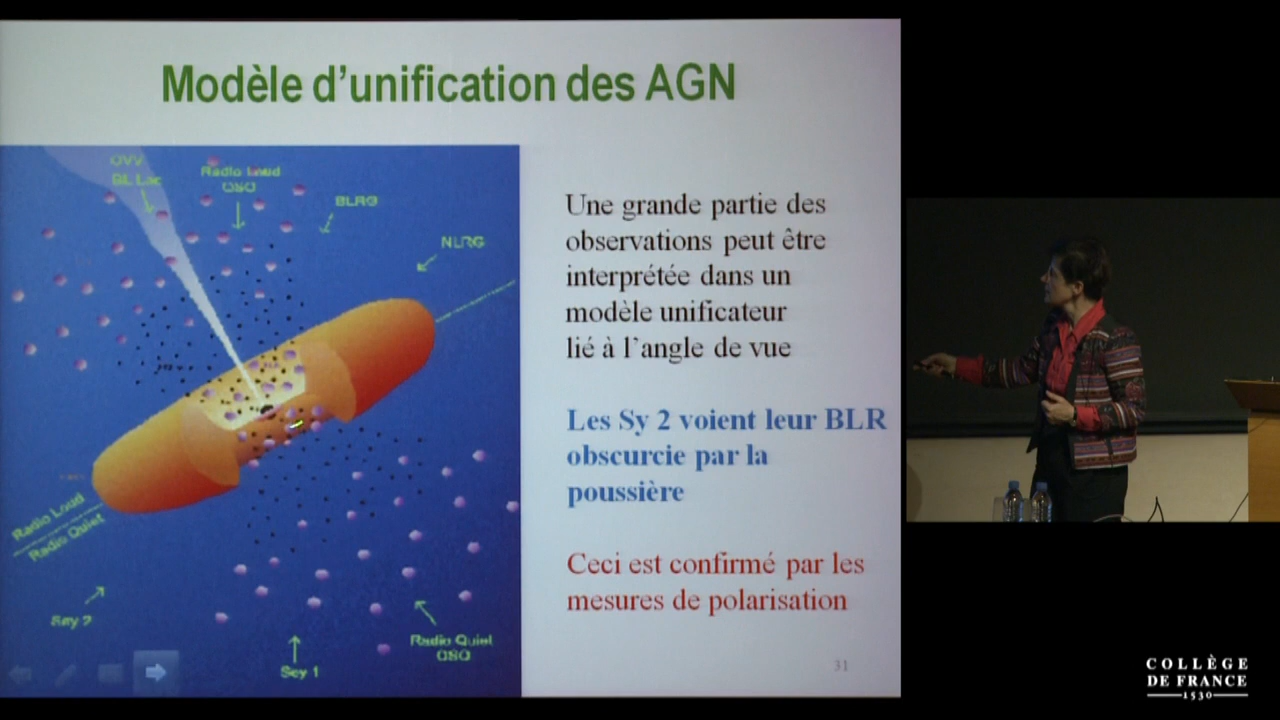 Modèle d'unification des AGN
OVV
BL Lac
Radio Loud
QSO
BLRG
NLRG
Une grande partie des
observations peut être
interprétée dans un
modèle unificateur
lié à l'angle de vue
Les Sy 2 voient leur BLR
obscurcie par la
poussière
Ceci est confirmé par les
mesures de polarisation
Radio Loud
Radio Quiet
Sey 2
Sey 1
Radio Quiet
QSO
31
COLLÈGE
DE FRANCE
1530